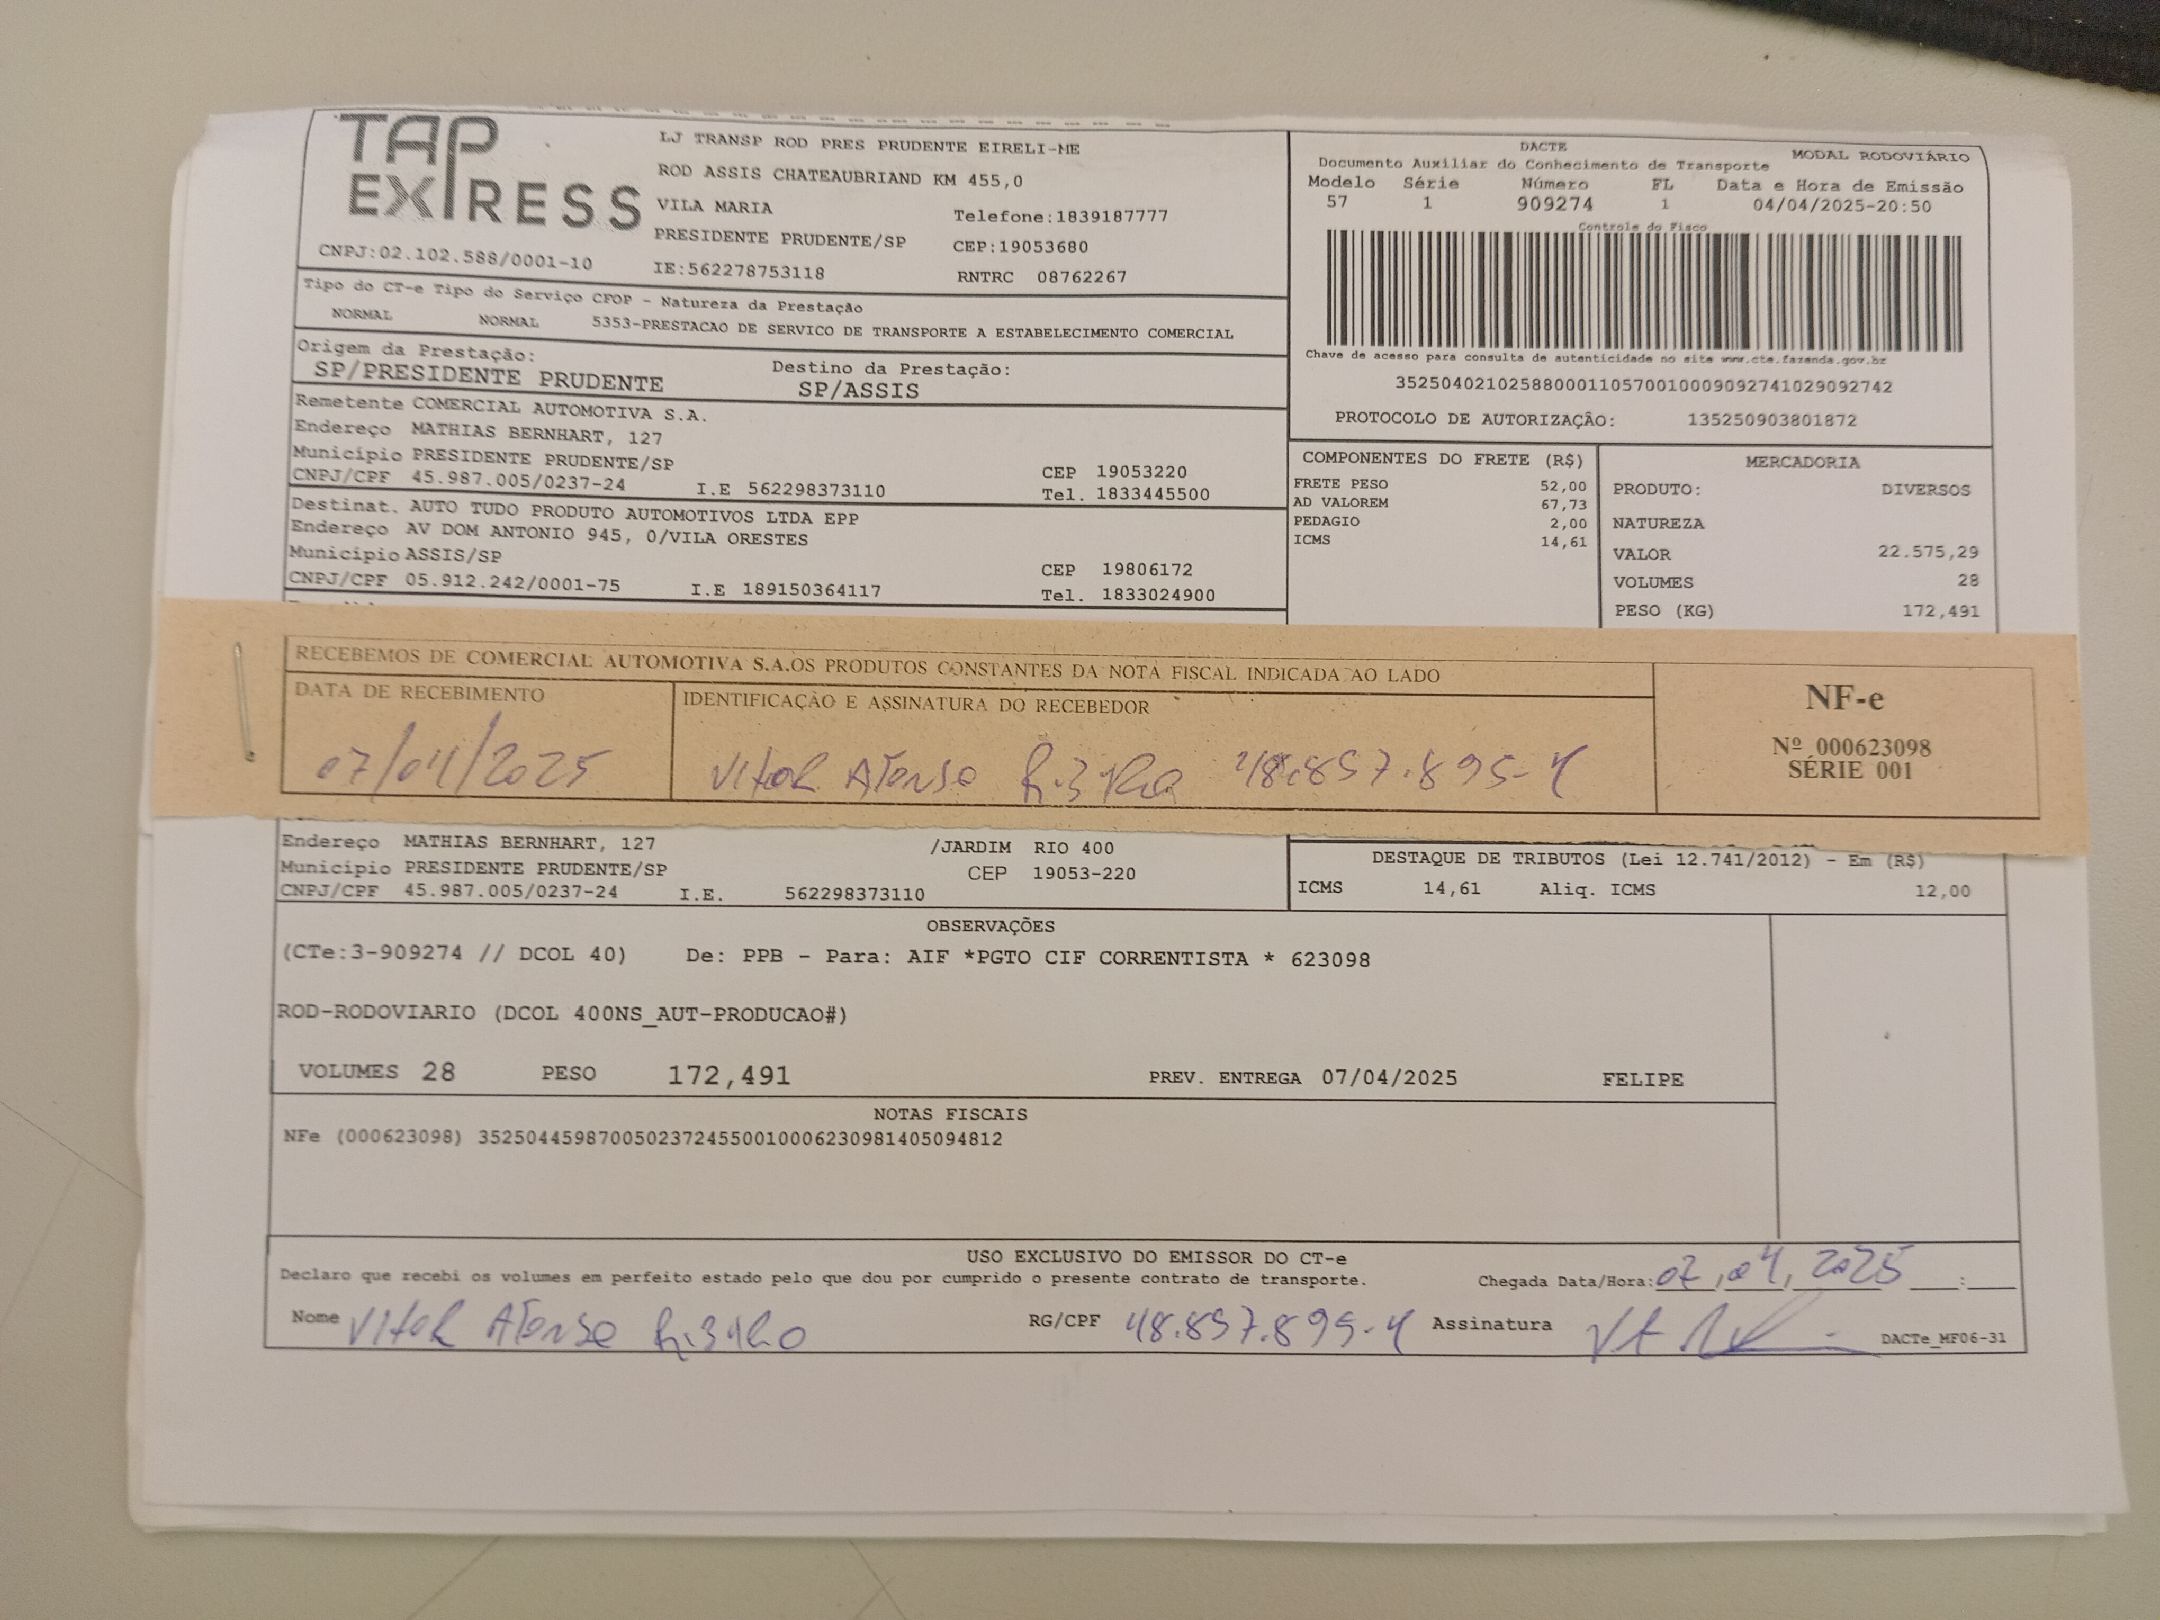 TAP
EXPRESS
CNPJ:02.102.588/0001-10
LJ TRANSP ROD PRES PRUDENTE EIRELI-ME
ROD ASSIS CHATEAUBRIAND KM 455,0
VILA MARIA
Telefone:1839187777
PRESIDENTE PRUDENTE/SP CEP:19053680
IE:562278753118 RNTRC 08762267
DACTE
MODAL RODOVIÁRIO
Documento Auxiliar do Conhecimento de Transporte
Modelo Série Número FL Data e Hora de Emissão
57 1 909274 1 04/04/2025-20:50
Controle do Fisco
Chave de acesso para consulta de autenticidade no site www.cte.fazenda.gov.br
35250402102588000110570010009092741029092742
PROTOCOLO DE AUTORIZAÇÃO: 135250903801872
Tipo do CT-e Tipo do Serviço CFOP - Natureza da Prestação
NORMAL NORMAL 5353-PRESTACAO DE SERVICO DE TRANSPORTE A ESTABELECIMENTO COMERCIAL
Origem da Prestação: Destino da Prestação:
SP/PRESIDENTE PRUDENTE SP/ASSIS
Remetente COMERCIAL AUTOMOTIVA S.A.
Endereço MATHIAS BERNHART, 127
Município PRESIDENTE PRUDENTE/SP CEP 19053220
CNPJ/CPF 45.987.005/0237-24 I.E 562298373110 Tel. 1833445500
Destinat. AUTO TUDO PRODUTO AUTOMOTIVOS LTDA EPP
Endereço AV DOM ANTONIO 945, 0/VILA ORESTES
Município ASSIS/SP CEP 19806172
CNPJ/CPF 05.912.242/0001-75 I.E 189150364117 Tel. 1833024900
COMPONENTES DO FRETE (R$)
FRETE PESO 52,00
AD VALOREM 67,73
PEDAGIO 2,00
ICMS 14,61
MERCADORIA
PRODUTO: DIVERSOS
NATUREZA
VALOR 22.575,29
VOLUMES 28
PESO (KG) 172,491
RECEBEMOS DE COMERCIAL AUTOMOTIVA S.A.OS PRODUTOS CONSTANTES DA NOTA FISCAL INDICADA AO LADO
DATA DE RECEBIMENTO
07/04/2025
IDENTIFICAÇÃO E ASSINATURA DO RECEBEDOR
Vitor Afonso
NF-e
Nº 000623098
SÉRIE 001
Endereço MATHIAS BERNHART, 127 /JARDIM RIO 400
Município PRESIDENTE PRUDENTE/SP CEP 19053-220
CNPJ/CPF 45.987.005/0237-24 I.E. 562298373110
DESTAQUE DE TRIBUTOS (Lei 12.741/2012) - Em (R$)
ICMS 14,61 Aliq. ICMS 12,00
OBSERVAÇÕES
(CTe:3-909274 // DCOL 40) De: PPB - Para: AIF *PGTO CIF CORRENTISTA * 623098
ROD-RODOVIARIO (DCOL 400NS_AUT-PRODUCAO#)
VOLUMES 28 PESO 172,491 PREV. ENTREGA 07/04/2025 FELIPE
NOTAS FISCAIS
NFe (000623098) 35250445987005023724550010006230981405094812
USO EXCLUSIVO DO EMISSOR DO CT-e
Declaro que recebi os volumes em perfeito estado pelo que dou por cumprido o presente contrato de transporte. Chegada Data/Hora: 07,04,2025 ___:___
Nome Vitor Afonso RG/CPF Assinatura
DACTe_MF06-31